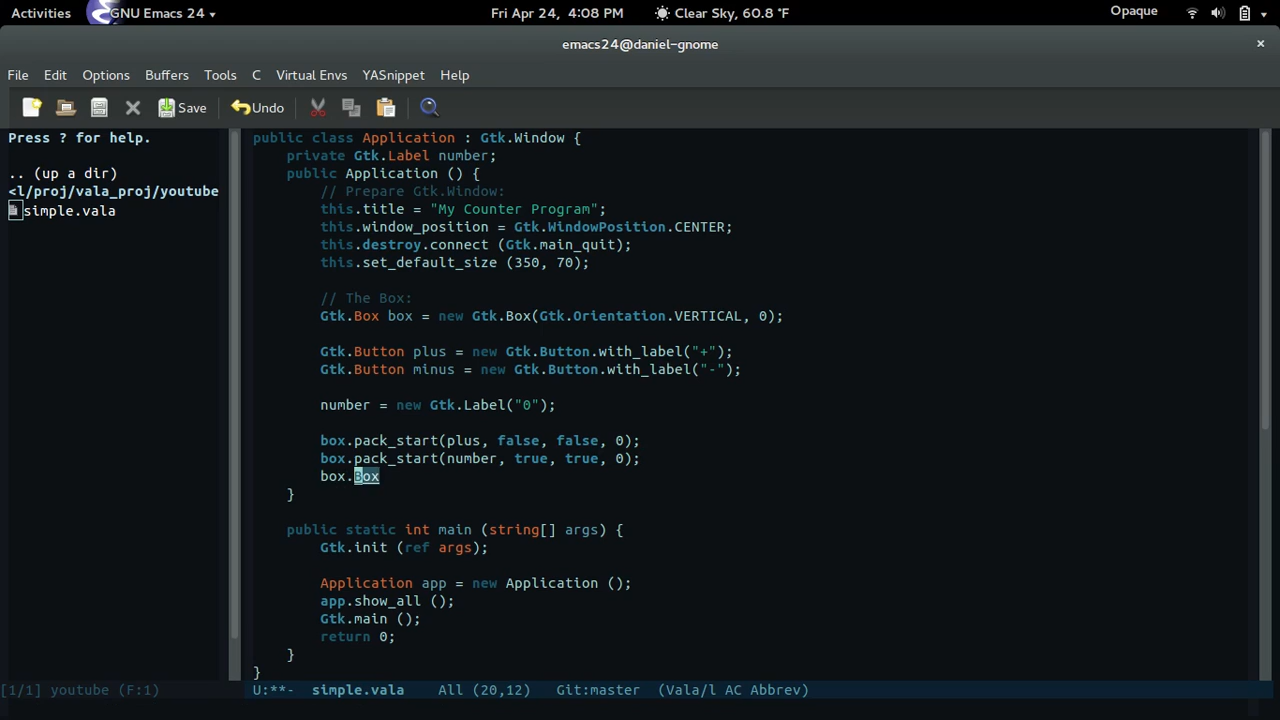 Activities GNU Emacs 24 Fri Apr 24, 4:08 PM Clear Sky, 60.8 °F Opaque
emacs24@daniel-gnome
File Edit Options Buffers Tools C Virtual Envs YASnippet Help
Save Undo
Press ? for help.
.. (up a dir)
<l/proj/vala_proj/youtube
simple.vala
public class Application : Gtk.Window {
private Gtk.Label number;
public Application () {
// Prepare Gtk.Window:
this.title = "My Counter Program";
this.window_position = Gtk.WindowPosition.CENTER;
this.destroy.connect (Gtk.main_quit);
this.set_default_size (350, 70);
// The Box:
Gtk.Box box = new Gtk.Box(Gtk.Orientation.VERTICAL, 0);
Gtk.Button plus = new Gtk.Button.with_label("+");
Gtk.Button minus = new Gtk.Button.with_label("-");
number = new Gtk.Label("0");
box.pack_start(plus, false, false, 0);
box.pack_start(number, true, true, 0);
box.Box
}
public static int main (string[] args) {
Gtk.init (ref args);
Application app = new Application ();
app.show_all ();
Gtk.main ();
return 0;
}
}
[1/1] youtube (F:1) U:**- simple.vala All (20,12) Git:master (Vala/l AC Abbrev)